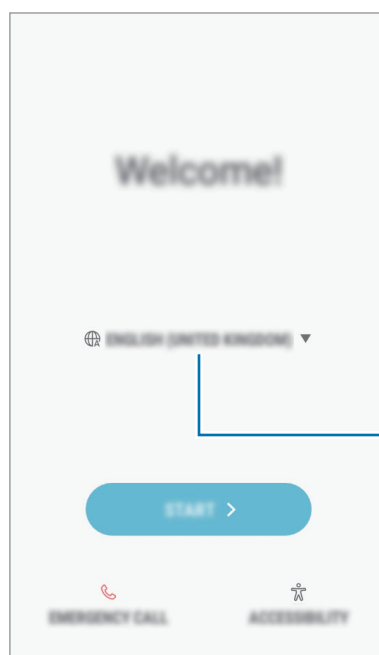 Welcome!
ENGLISH (UNITED KINGDOM)
START
EMERGENCY CALL
ACCESSIBILITY